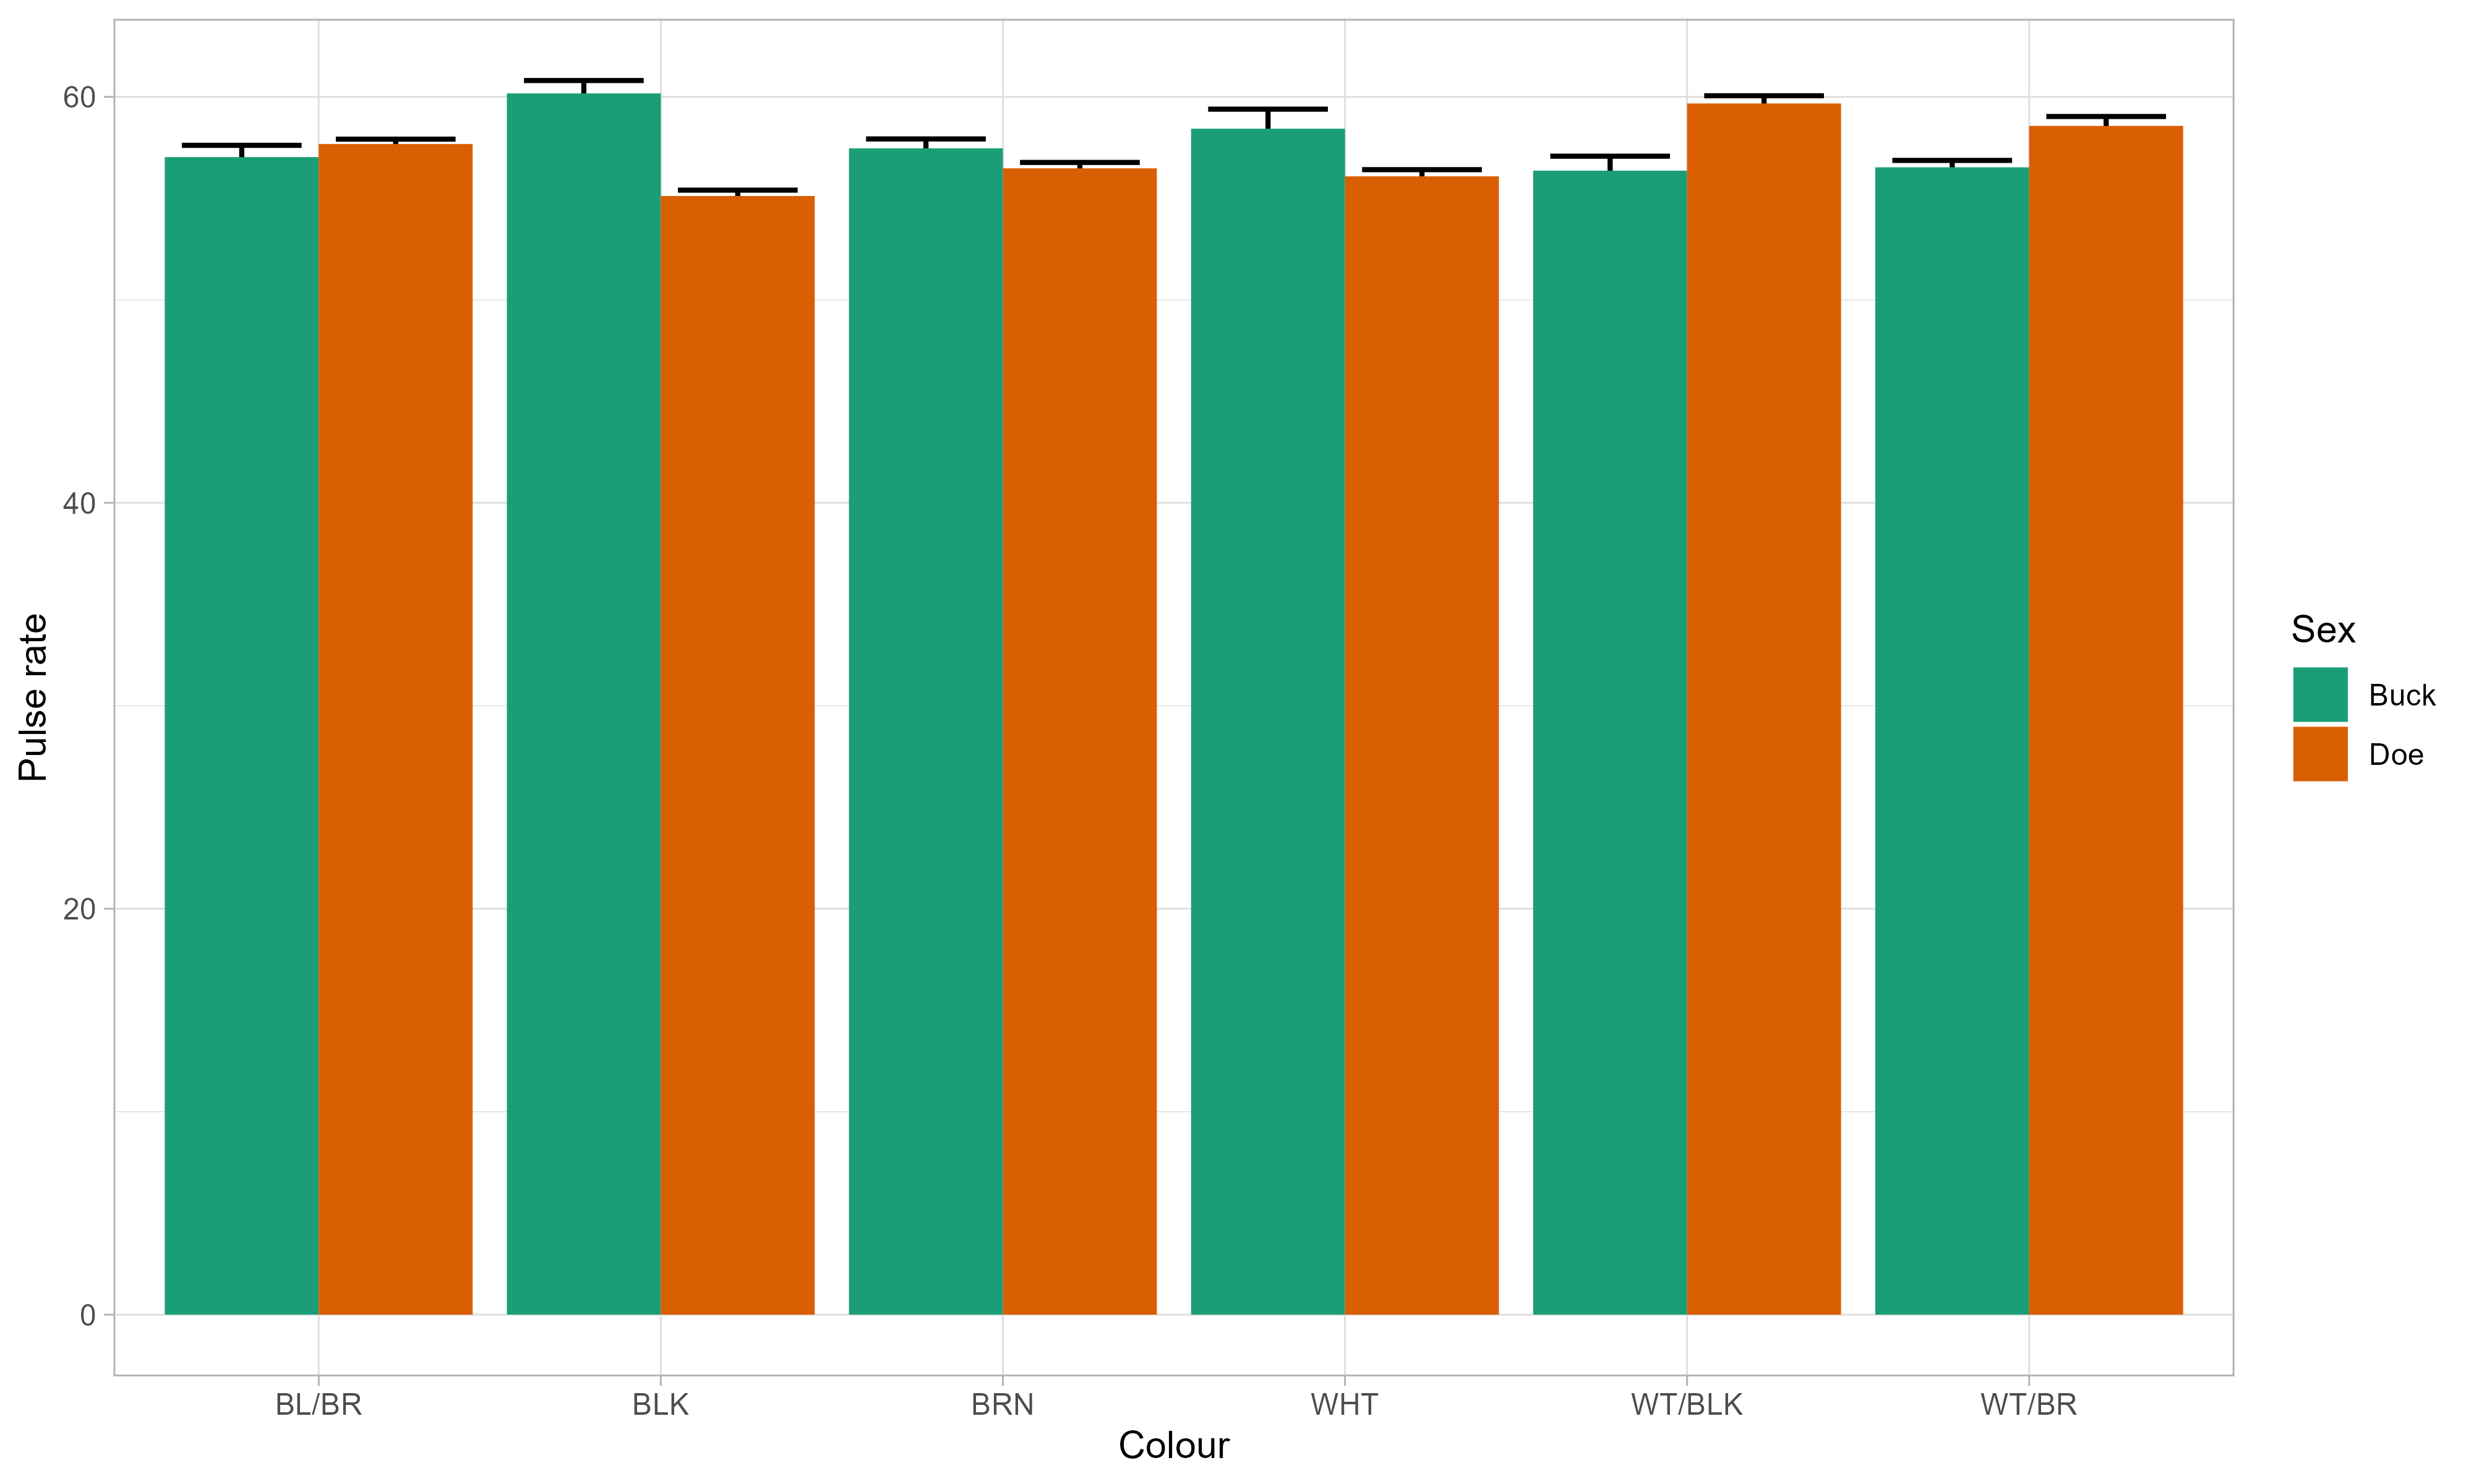 60
40
20
0
Pulse rate
BL/BR BLK BRN WHT WT/BLK WT/BR
Colour
Sex
Buck
Doe